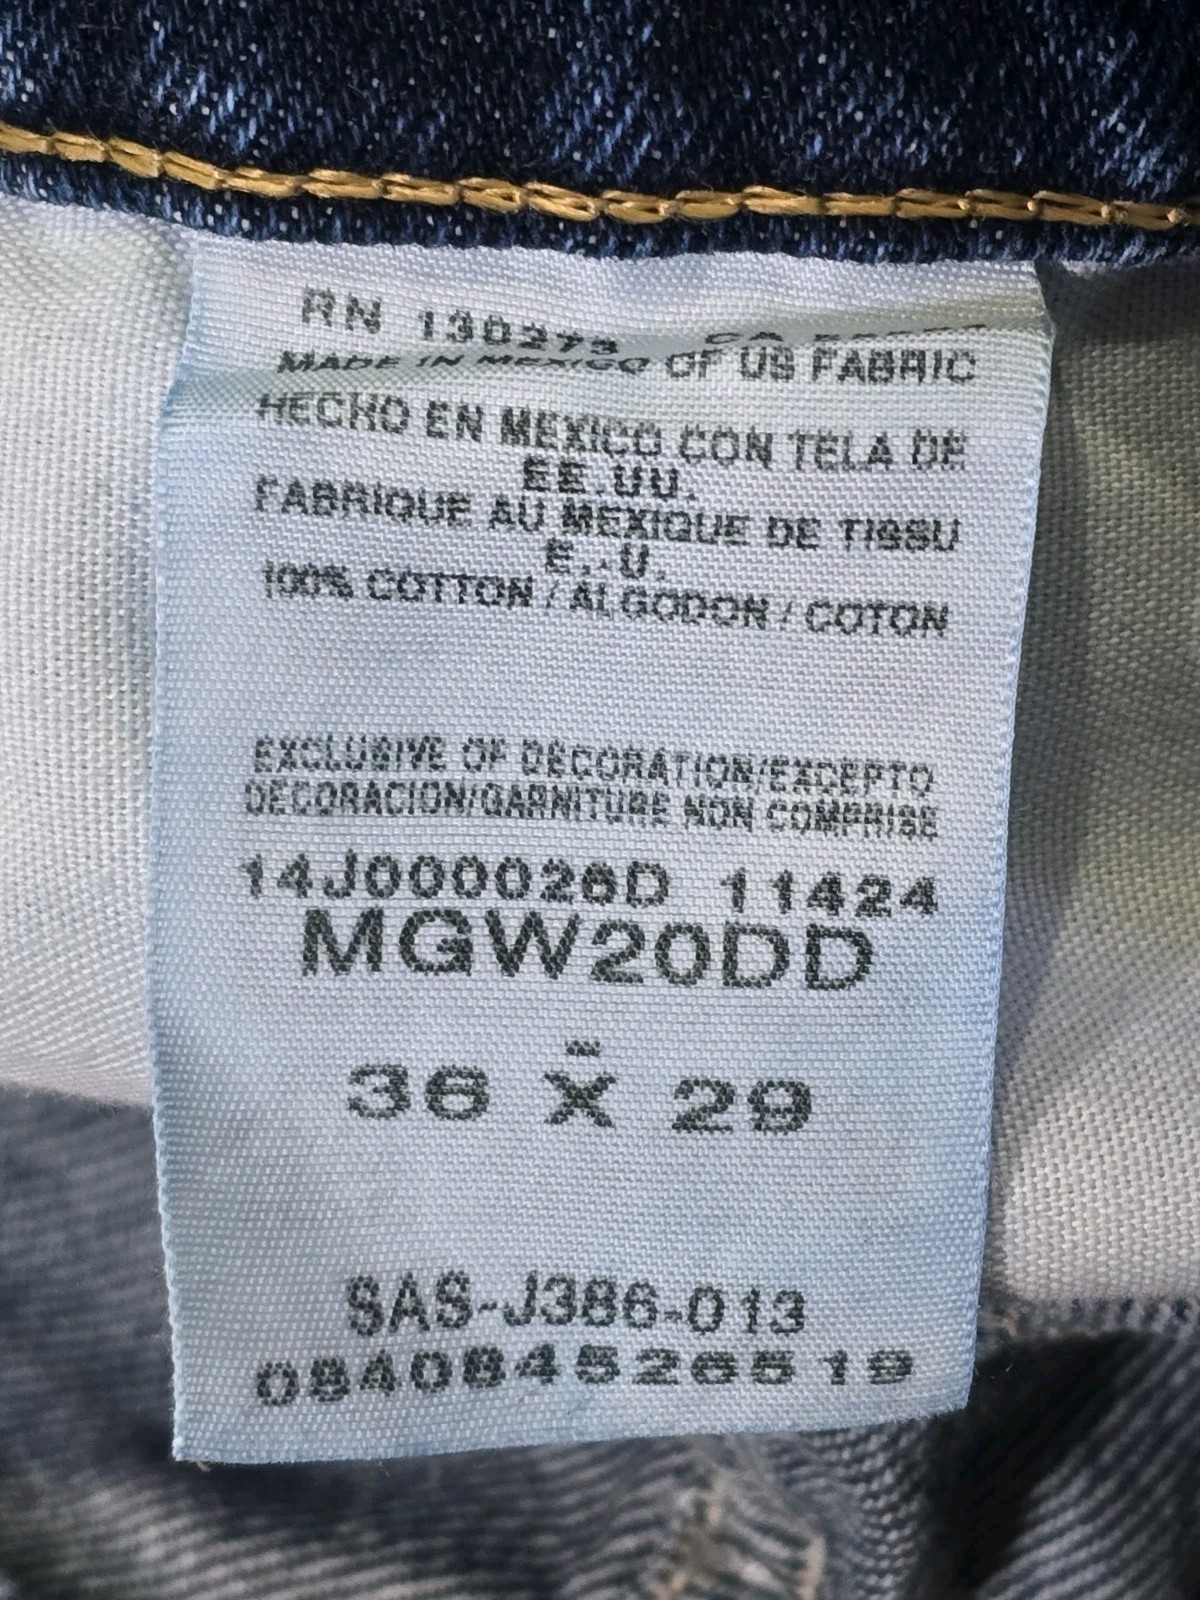 RN 130273 CA
MADE IN MEXICO OF US FABRIC
HECHO EN MEXICO CON TELA DE
EE.UU.
FABRIQUE AU MEXIQUE DE TISSU
E.-U.
100% COTTON / ALGODON / COTON
EXCLUSIVE OF DECORATION/EXCEPTO
DECORACION/GARNITURE NON COMPRISE
14J000026D 11424
MGW20DD
36 X 29
SAS-J386-013